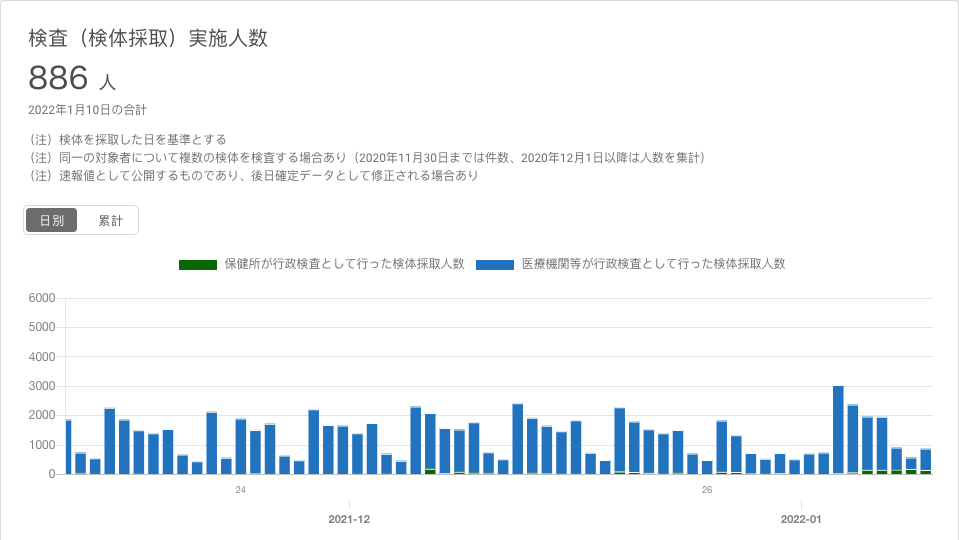 検査（検体採取）実施人数
886 人
2022年1月10日の合計
（注）検体を採取した日を基準とする
（注）同一の対象者について複数の検体を検査する場合あり（2020年11月30日までは件数、2020年12月1日以降は人数を集計）
（注）速報値として公開するものであり、後日確定データとして修正される場合あり
日別 累計
保健所が行政検査として行った検体採取人数 医療機関等が行政検査として行った検体採取人数
6000
5000
4000
3000
2000
1000
0
24 26
2021-12 2022-01